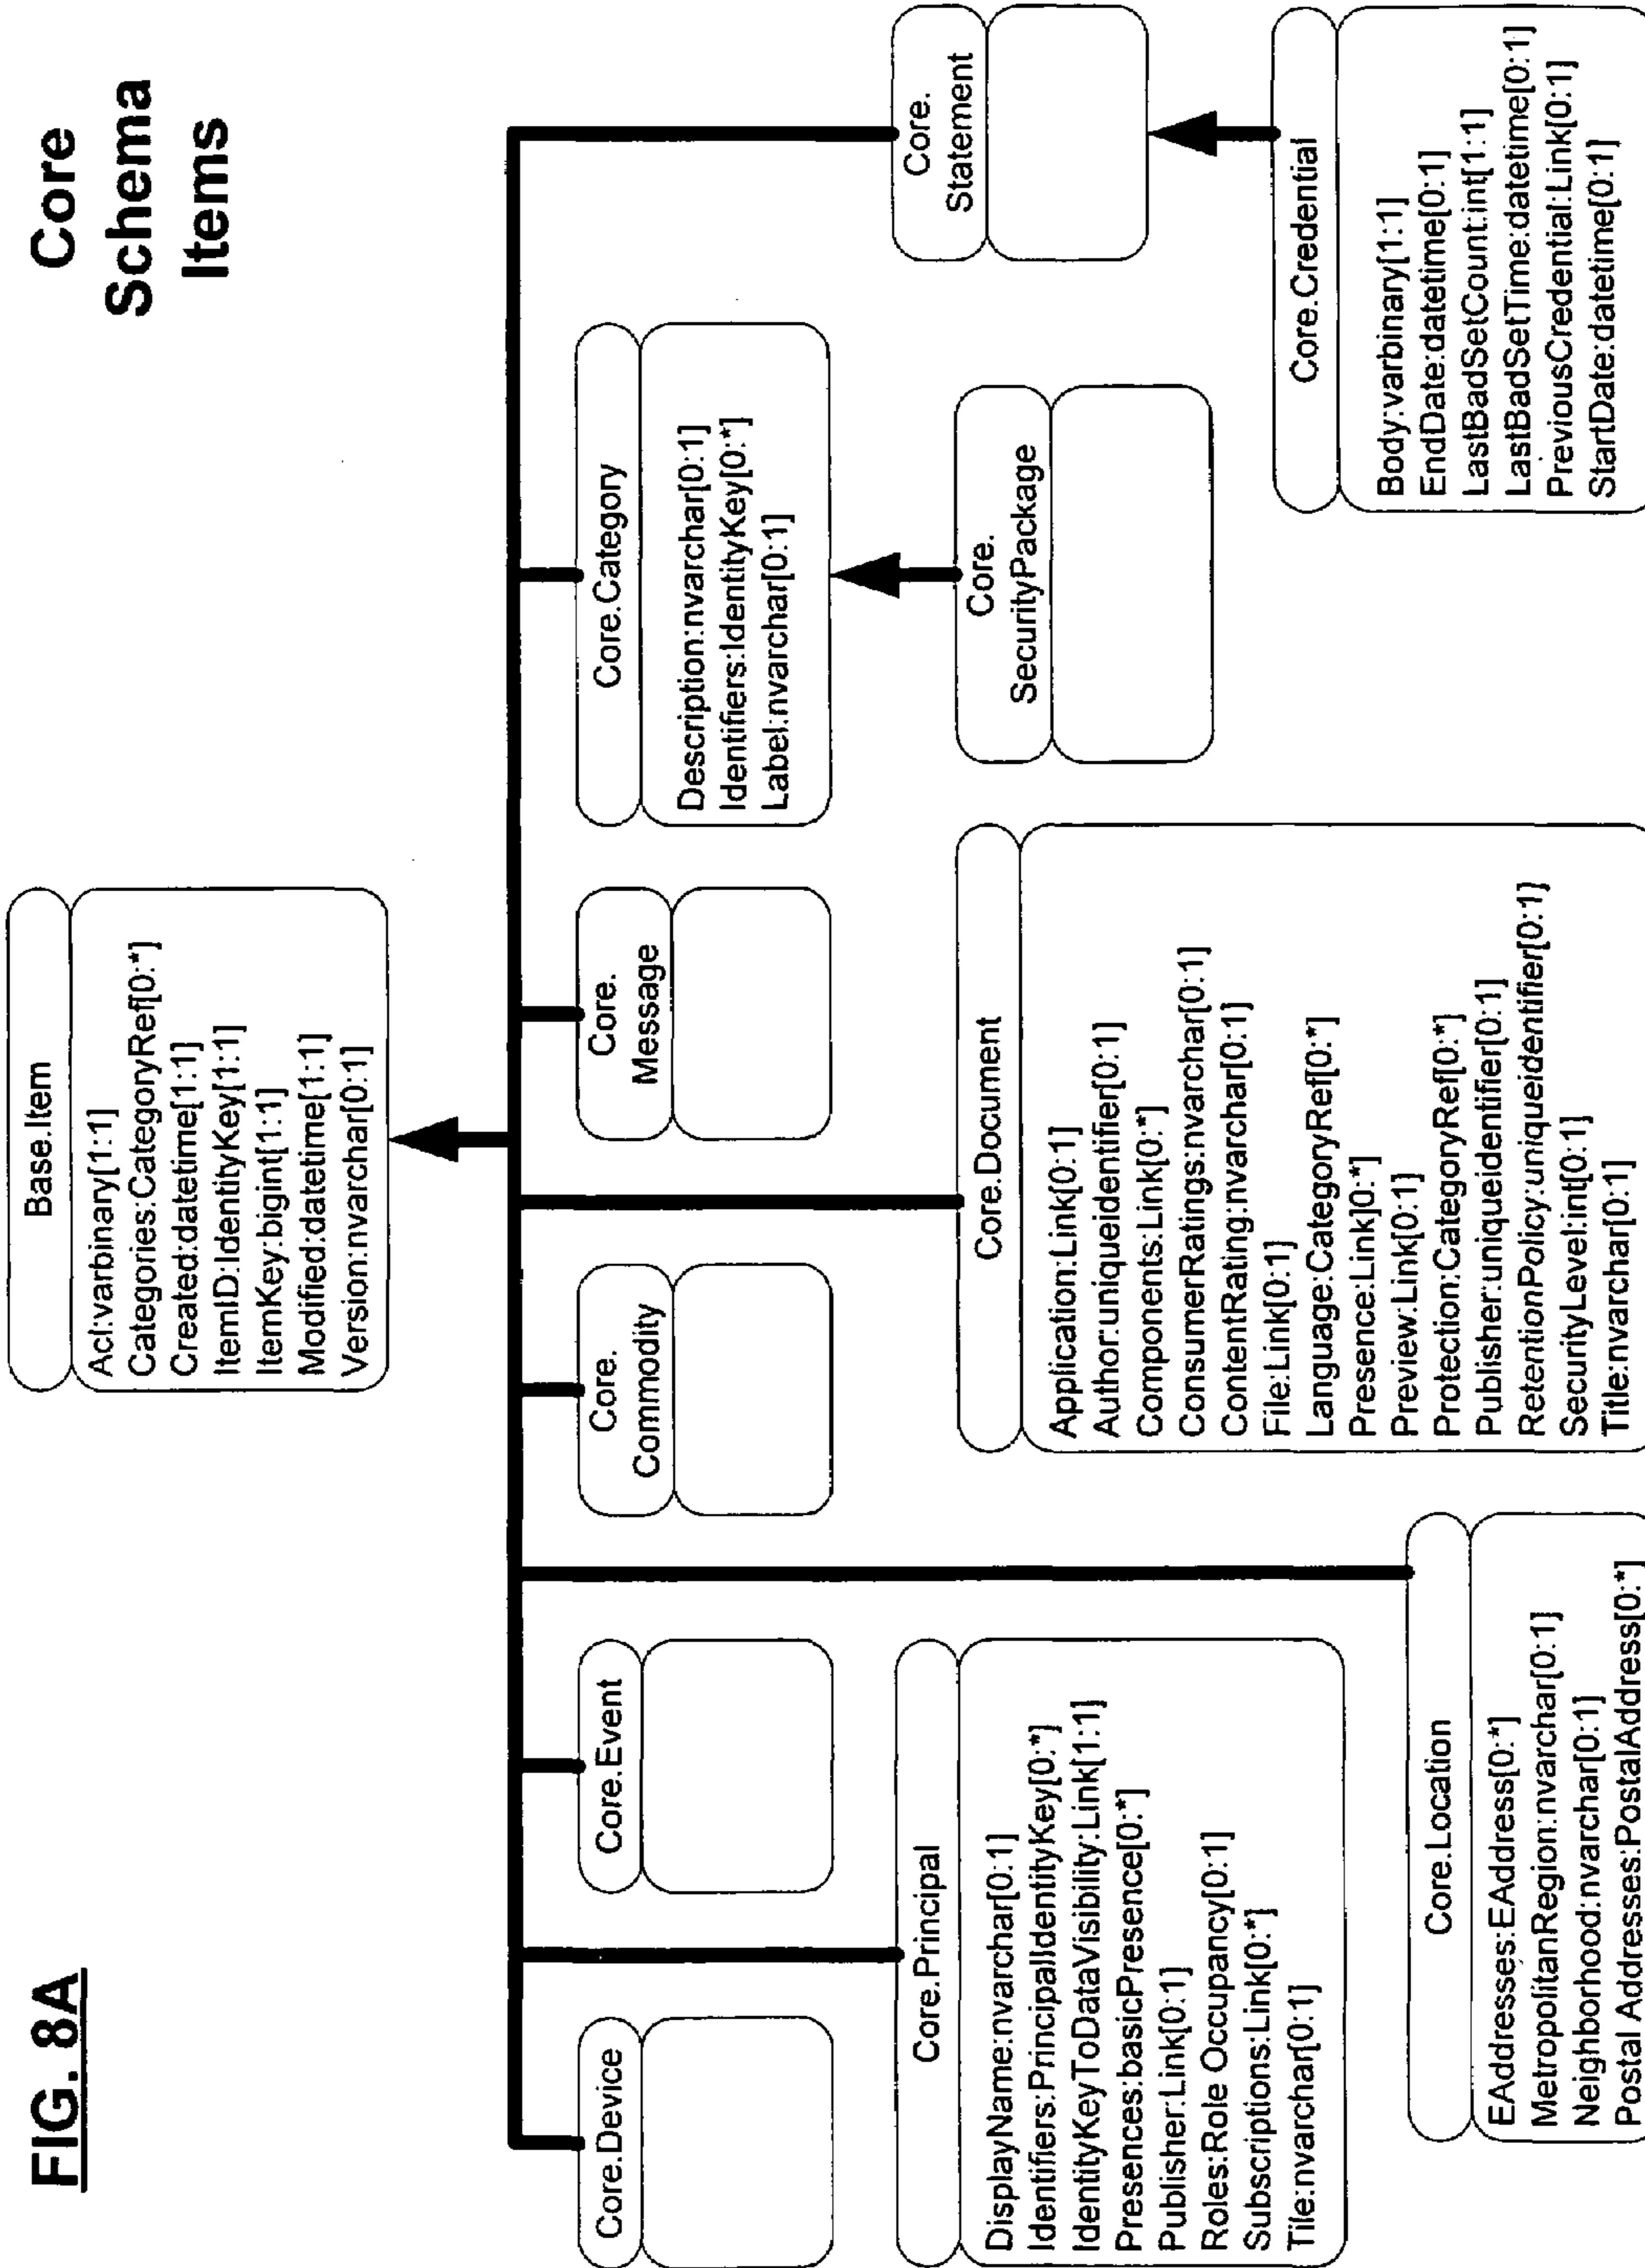 FIG. 8A
Core
Schema
Items
Base.Item
Acl:varbinary[1:1]
Categories:CategoryRef[0:*]
Created:datetime[1:1]
ItemID:IdentityKey[1:1]
ItemKey:bigint[1:1]
Modified:datetime[1:1]
Version:nvarchar[0:1]
Core.Device
Core.Event
Core.
Commodity
Core.
Message
Core.Category
Description:nvarchar[0:1]
Identifiers:IdentityKey[0:*]
Label:nvarchar[0:1]
Core.
Statement
Core.Principal
DisplayName:nvarchar[0:1]
Identifiers:PrincipalIdentityKey[0:*]
IdentityKeyToDataVisibility:Link[1:1]
Presences:basicPresence[0:*]
Publisher:Link[0:1]
Roles:Role Occupancy[0:1]
Subscriptions:Link[0:*]
Tile:nvarchar[0:1]
Core.Document
Application:Link[0:1]
Author:uniqueidentifier[0:1]
Components:Link[0:*]
ConsumerRatings:nvarchar[0:1]
ContentRating:nvarchar[0:1]
File:Link[0:1]
Language:CategoryRef[0:*]
Presence:Link[0:*]
Preview:Link[0:1]
Protection:CategoryRef[0:*]
Publisher:uniqueidentifier[0:1]
RetentionPolicy:uniqueidentifier[0:1]
SecurityLevel:int[0:1]
Title:nvarchar[0:1]
Core.
SecurityPackage
Core.Credential
Body:varbinary[1:1]
EndDate:datetime[0:1]
LastBadSetCount:int[1:1]
LastBadSetTime:datetime[0:1]
PreviousCredential:Link[0:1]
StartDate:datetime[0:1]
Core.Location
EAddresses:EAddress[0:*]
MetropolitanRegion:nvarchar[0:1]
Neighborhood:nvarchar[0:1]
Postal Addresses:PostalAddress[0:*]